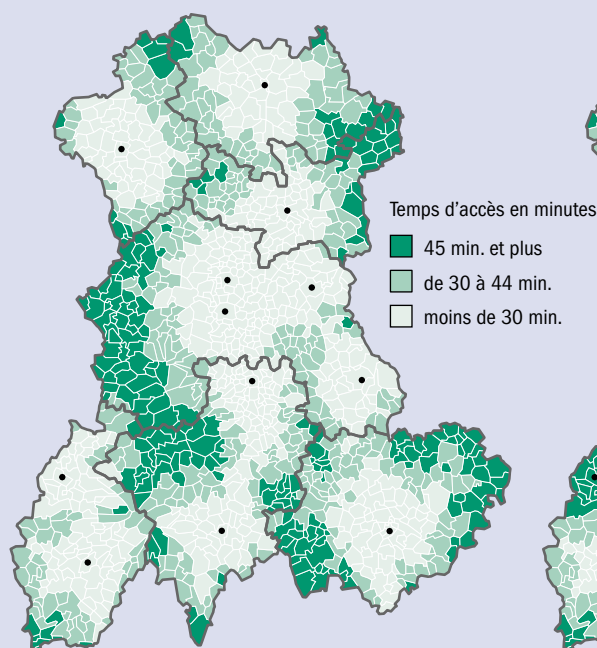 Temps d'accès en minutes
45 min. et plus
de 30 à 44 min.
moins de 30 min.